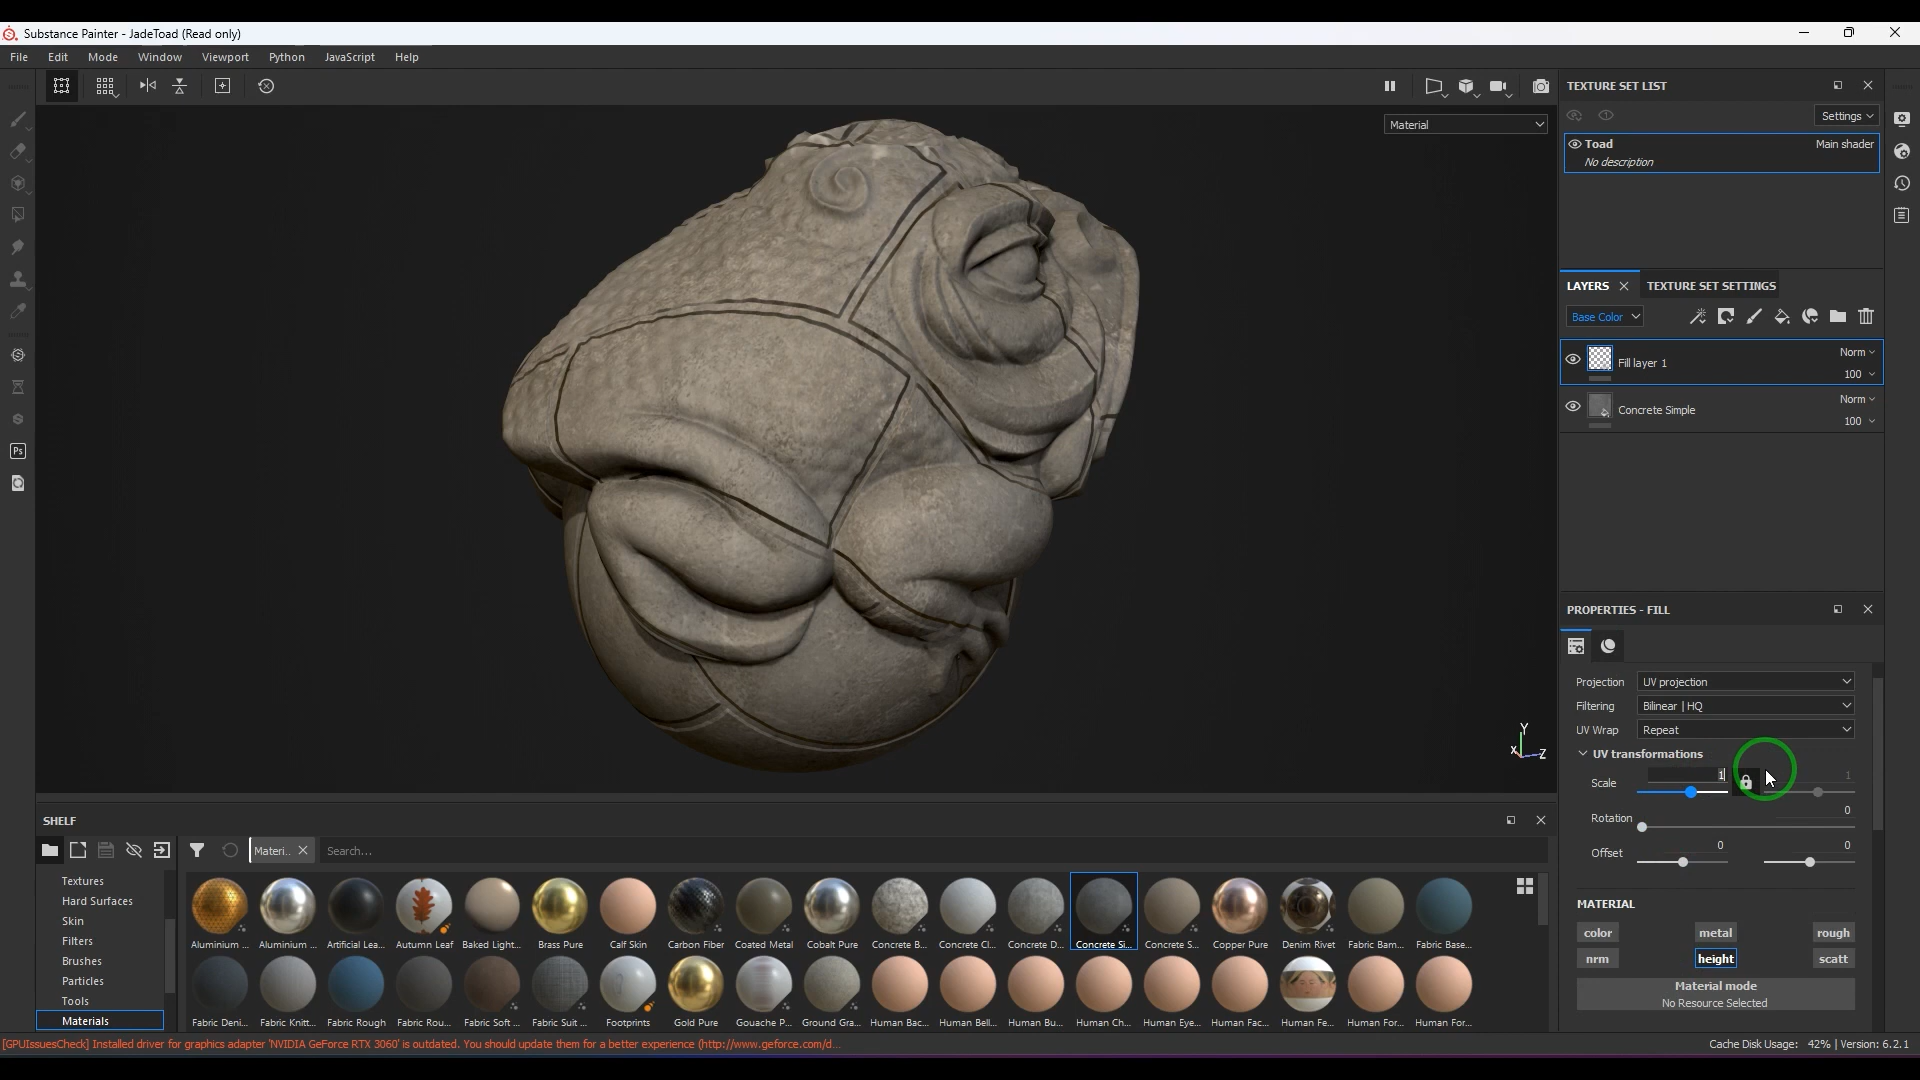 Substance Painter - JadeToad (Read only)
File Edit Mode Window Viewport Python JavaScript Help
TEXTURE SET LIST
Material
Settings
Toad Main shader
No description
LAYERS TEXTURE SET SETTINGS
Base Color
Fill layer 1 Norm
100
Concrete Simple Norm
100
PROPERTIES - FILL
Projection UV projection
Filtering Bilinear | HQ
UV Wrap Repeat
UV transformations
Scale 1 1
Rotation 0
Offset 0 0
MATERIAL
color metal rough
nrm height scatt
Material mode
No Resource Selected
Y
X Z
SHELF
Materi.. Search...
Textures
Hard Surfaces
Skin
Filters
Brushes
Particles
Tools
Materials
Aluminium ... Aluminium ... Artificial Lea... Autumn Leaf Baked Light... Brass Pure Calf Skin Carbon Fiber Coated Metal Cobalt Pure Concrete B... Concrete Cl... Concrete D... Concrete Si... Concrete S... Copper Pure Denim Rivet Fabric Bam... Fabric Base...
Fabric Deni... Fabric Knitt... Fabric Rough Fabric Rou... Fabric Soft ... Fabric Suit ... Footprints Gold Pure Gouache P... Ground Gra... Human Bac... Human Bell... Human Bu... Human Ch... Human Eye... Human Fac... Human Fe... Human For... Human For...
[GPUIssuesCheck] Installed driver for graphics adapter 'NVIDIA GeForce RTX 3060' is outdated. You should update them for a better experience (http://www.geforce.com/d...
Cache Disk Usage: 42% | Version: 6.2.1
Ps